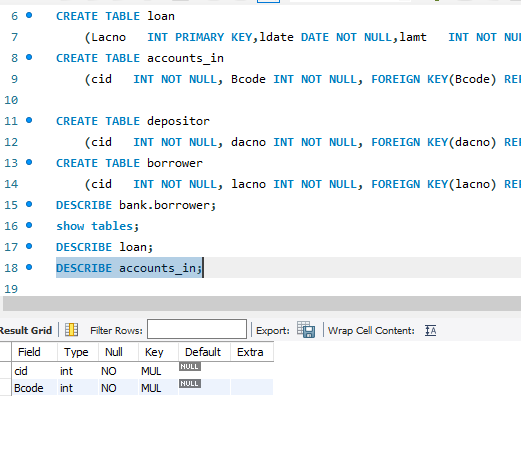 6 CREATE TABLE loan
7 (Lacno INT PRIMARY KEY,ldate DATE NOT NULL,lamt INT NOT NU
8 CREATE TABLE accounts_in
9 (cid INT NOT NULL, Bcode INT NOT NULL, FOREIGN KEY(Bcode) RE
10
11 CREATE TABLE depositor
12 (cid INT NOT NULL, dacno INT NOT NULL, FOREIGN KEY(dacno) RE
13 CREATE TABLE borrower
14 (cid INT NOT NULL, lacno INT NOT NULL, FOREIGN KEY(lacno) RE
15 DESCRIBE bank.borrower;
16 show tables;
17 DESCRIBE loan;
18 DESCRIBE accounts_in;
19
Result Grid Filter Rows: Export: Wrap Cell Content:
Field Type Null Key Default Extra
cid int NO MUL NULL
Bcode int NO MUL NULL